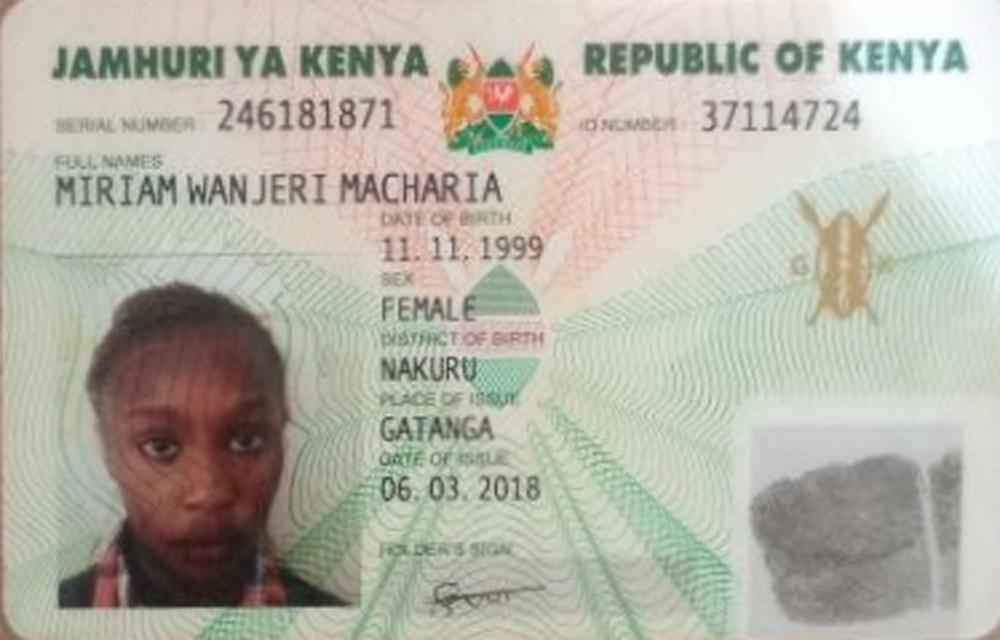 JAMHURI YA KENYA REPUBLIC OF KENYA
SERIAL NUMBER: 246181871 ID NUMBER: 37114724
FULL NAMES
MIRIAM WANJERI MACHARIA
DATE OF BIRTH
11. 11. 1999
SEX
FEMALE
DISTRICT OF BIRTH
NAKURU
PLACE OF ISSUE
GATANGA
DATE OF ISSUE
06. 03. 2018
HOLDER'S SIGN.
G K